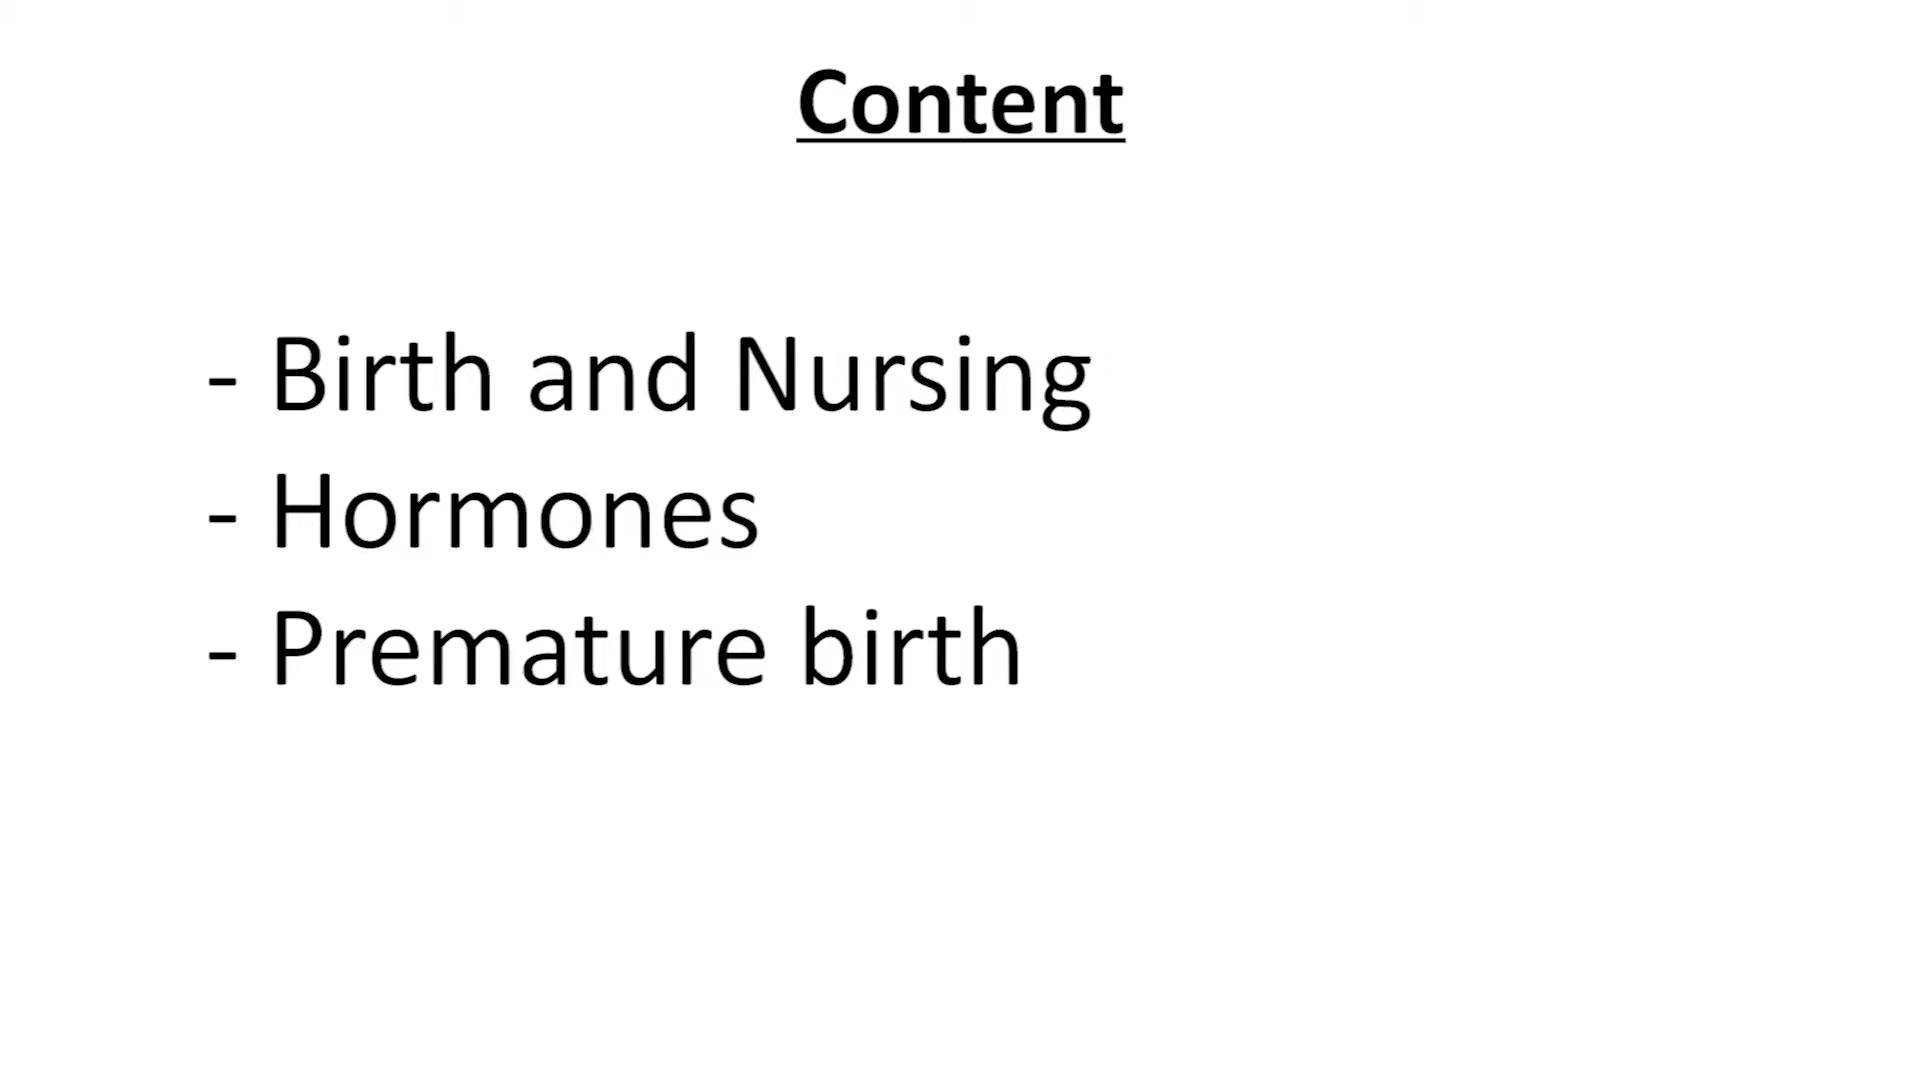 Content
- Birth and Nursing
- Hormones
- Premature birth